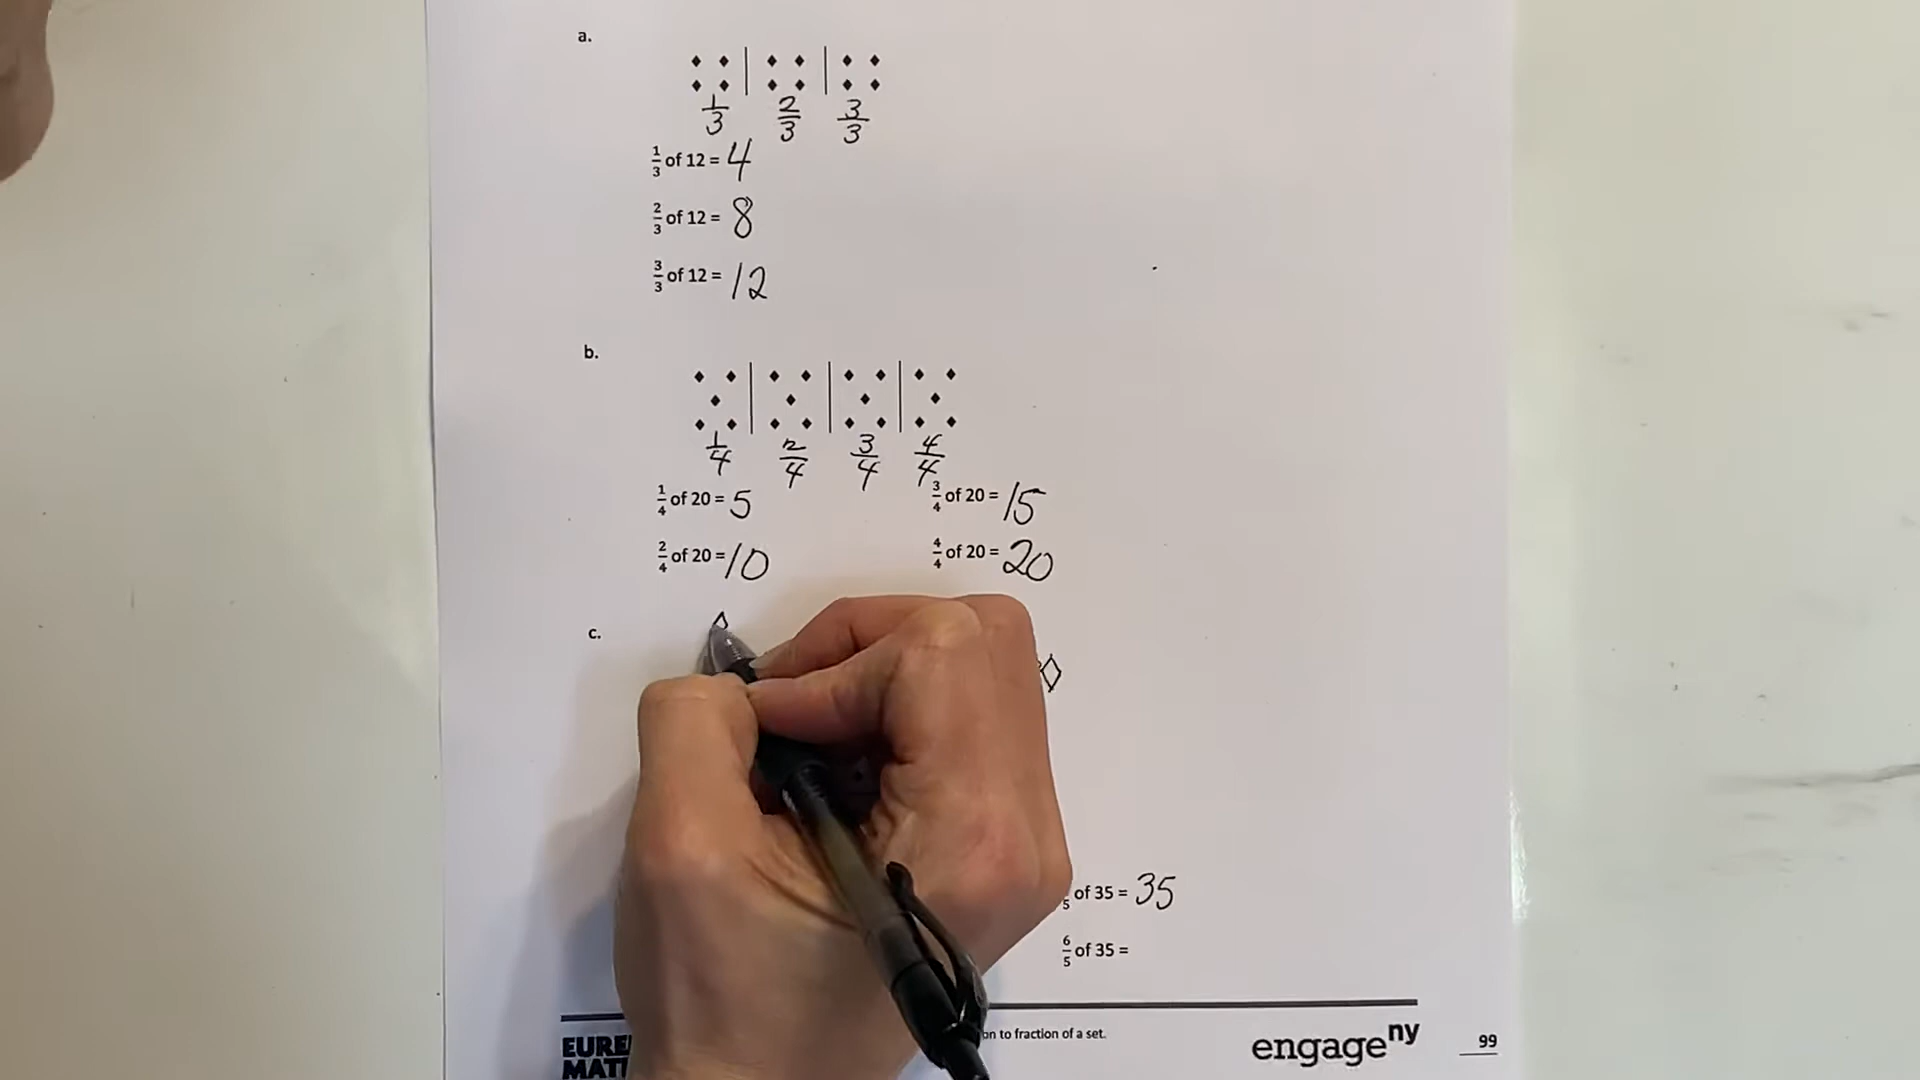 a.
1/3 2/3 3/3
1/3 of 12 = 4
2/3 of 12 = 8
3/3 of 12 = 12
b.
1/4 2/4 3/4 4/4
1/4 of 20 = 5 3/4 of 20 = 15
2/4 of 20 = 10 4/4 of 20 = 20
c.
of 35 = 35
6/5 of 35 =
to fraction of a set.
engageny 99